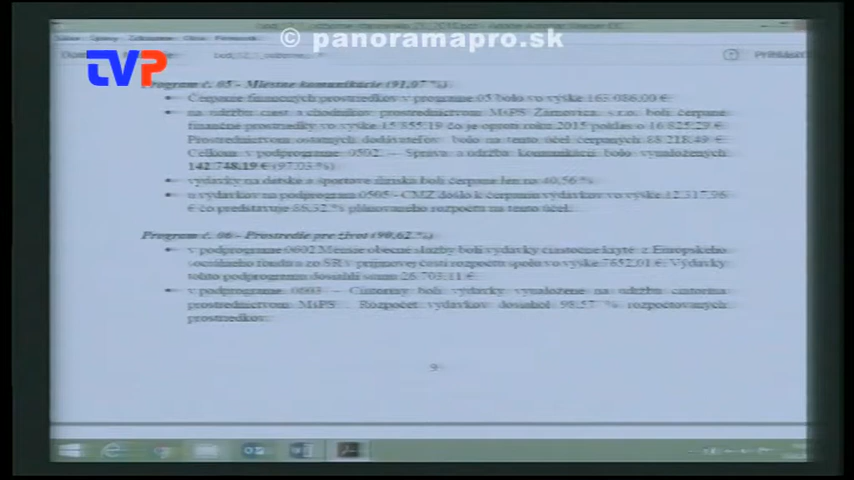 © panoramapro.sk
TVP
Program č. 05 - Miestne komunikácie (91,07 %)
Čerpanie finančných prostriedkov v programe 05 bolo vo výške 163 086,00 €
na údržbu ciest a chodníkov prostredníctvom MsPS Žarnovica, s.r.o. boli čerpané
finančné prostriedky vo výške 15 855,19 čo je oproti roku 2015 pokles o 16 825,29 €
Prostredníctvom ostatných dodávateľov bolo na tento účel čerpaných 88 218,49 €
Celkom v podprograme 0502 – Správa a údržba komunikácií bolo vynaložených
142.748,19 € (97,03 %)
výdavky na detské a športové ihriská boli čerpané len na 40,56 %
u výdavkov na podprogram 0505 - CMZ došlo k čerpaniu výdavkov vo výške 12 317,96
€ čo predstavuje 86,32 % plánovaného rozpočtu na tento účel.
Program č. 06 - Prostredie pre život (90,62 %)
v podprograme 0602 Menšie obecné služby boli výdavky čiastočne kryté z Európskeho
sociálneho fondu a zo ŠR v príjmovej časti rozpočtu spolu vo výške 7652,01 €. Výdavky
tohto podprogramu dosiahli sumu 26 703,11 €
v podprograme 0603 – Cintoríny boli výdavky vynaložené na údržbu cintorína
prostredníctvom MsPS. Rozpočet výdavkov dosiahol 98,57 % rozpočtovaných
prostriedkov.
9